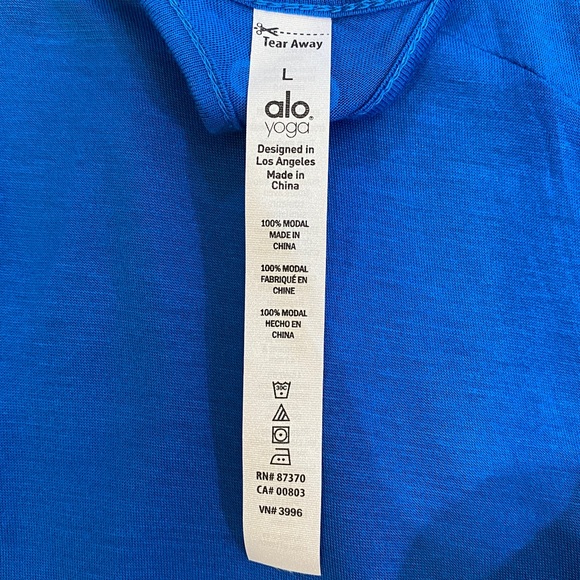 Tear Away
L
alo®
yoga
Designed in
Los Angeles
Made in
China
100% MODAL
MADE IN
CHINA
100% MODAL
FABRIQUÉ EN
CHINE
100% MODAL
HECHO EN
CHINA
30C
RN# 87370
CA# 00803
VN# 3996